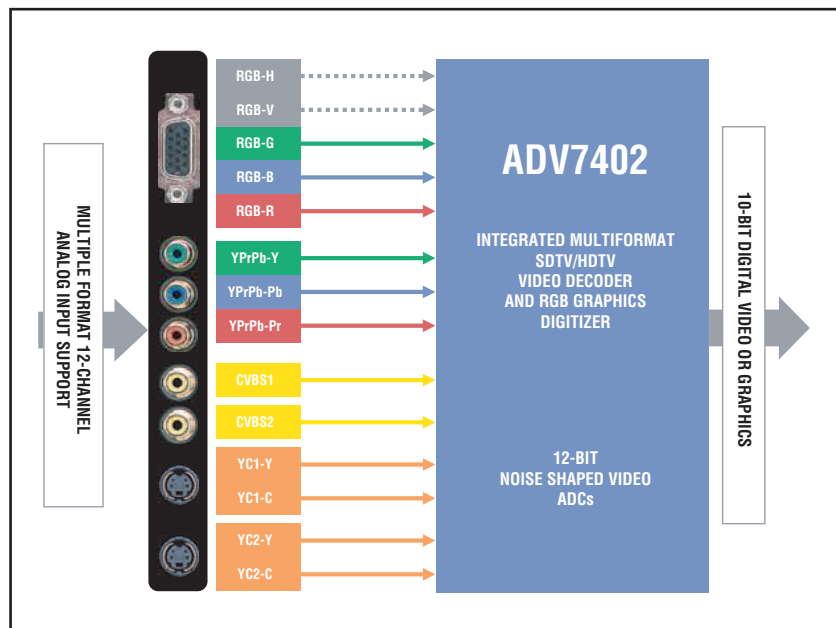 MULTIPLE FORMAT 12-CHANNEL
ANALOG INPUT SUPPORT
RGB-H
RGB-V
RGB-G
RGB-B
RGB-R
YPrPb-Y
YPrPb-Pb
YPrPb-Pr
CVBS1
CVBS2
YC1-Y
YC1-C
YC2-Y
YC2-C
ADV7402
INTEGRATED MULTIFORMAT
SDTV/HDTV
VIDEO DECODER
AND RGB GRAPHICS
DIGITIZER
12-BIT
NOISE SHAPED VIDEO
ADCs
10-BIT DIGITAL VIDEO OR GRAPHICS